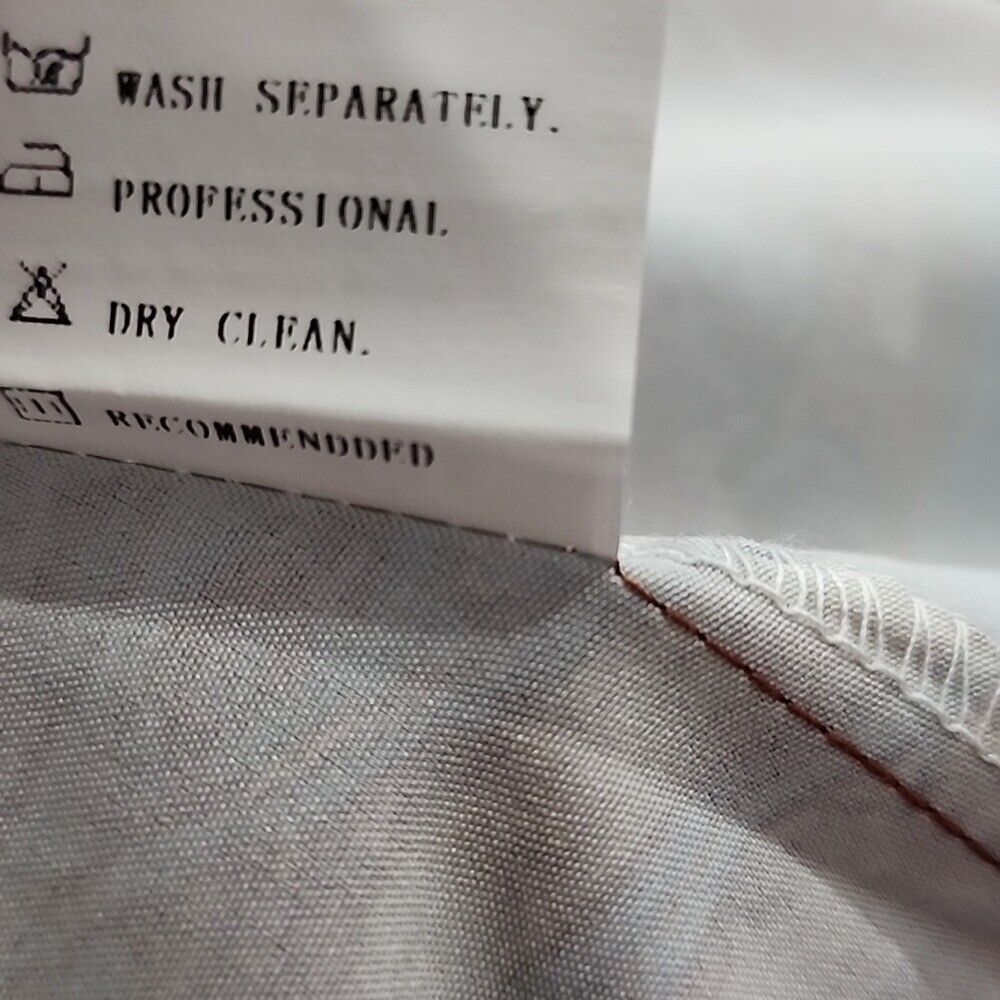 WASH SEPARATELY.
PROFESSIONAL
DRY CLEAN.
RECOMMENDDED